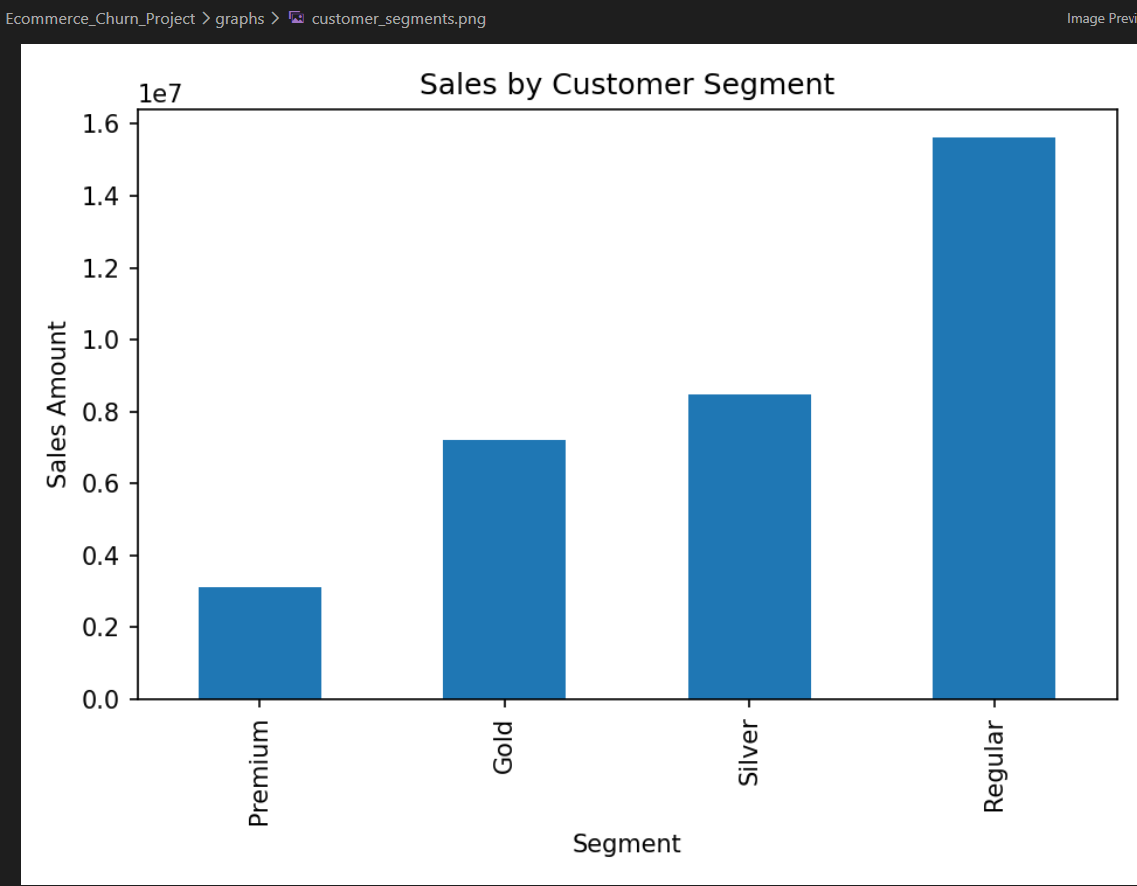 Ecommerce_Churn_Project > graphs > customer_segments.png
Image Previ
Sales by Customer Segment
1e7
1.6
1.4
1.2
1.0
0.8
0.6
0.4
0.2
0.0
Sales Amount
Premium
Gold
Silver
Regular
Segment